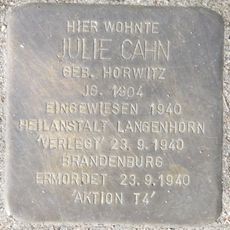 HIER WOHNTE
JULIE CAHN
GEB. HORWITZ
JG. 1904
EINGEWIESEN 1940
HEILANSTALT LANGENHORN
'VERLEGT' 23.9.1940
BRANDENBURG
ERMORDET 23.9.1940
'AKTION T4'